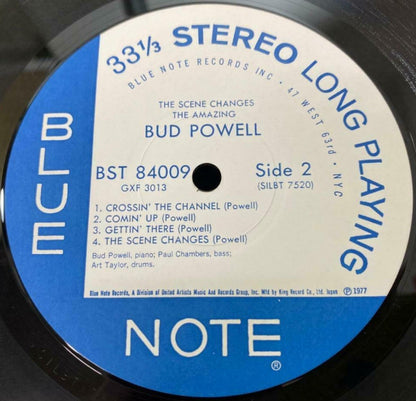 33⅓ STEREO LONG PLAYING
BLUE NOTE RECORDS INC • 47 WEST 63rd • NYC
THE SCENE CHANGES
THE AMAZING
BUD POWELL
BST 84009 Side 2
GXF 3013 (SILBT 7520)
1. CROSSIN' THE CHANNEL (Powell)
2. COMIN' UP (Powell)
3. GETTIN' THERE (Powell)
4. THE SCENE CHANGES (Powell)
Bud Powell, piano; Paul Chambers, bass;
Art Taylor, drums.
Blue Note Records, A Division of United Artists Music And Records Group, Inc. Mfd by King Record Co., Ltd. Japan ℗ 1977
BLUE
NOTE ®